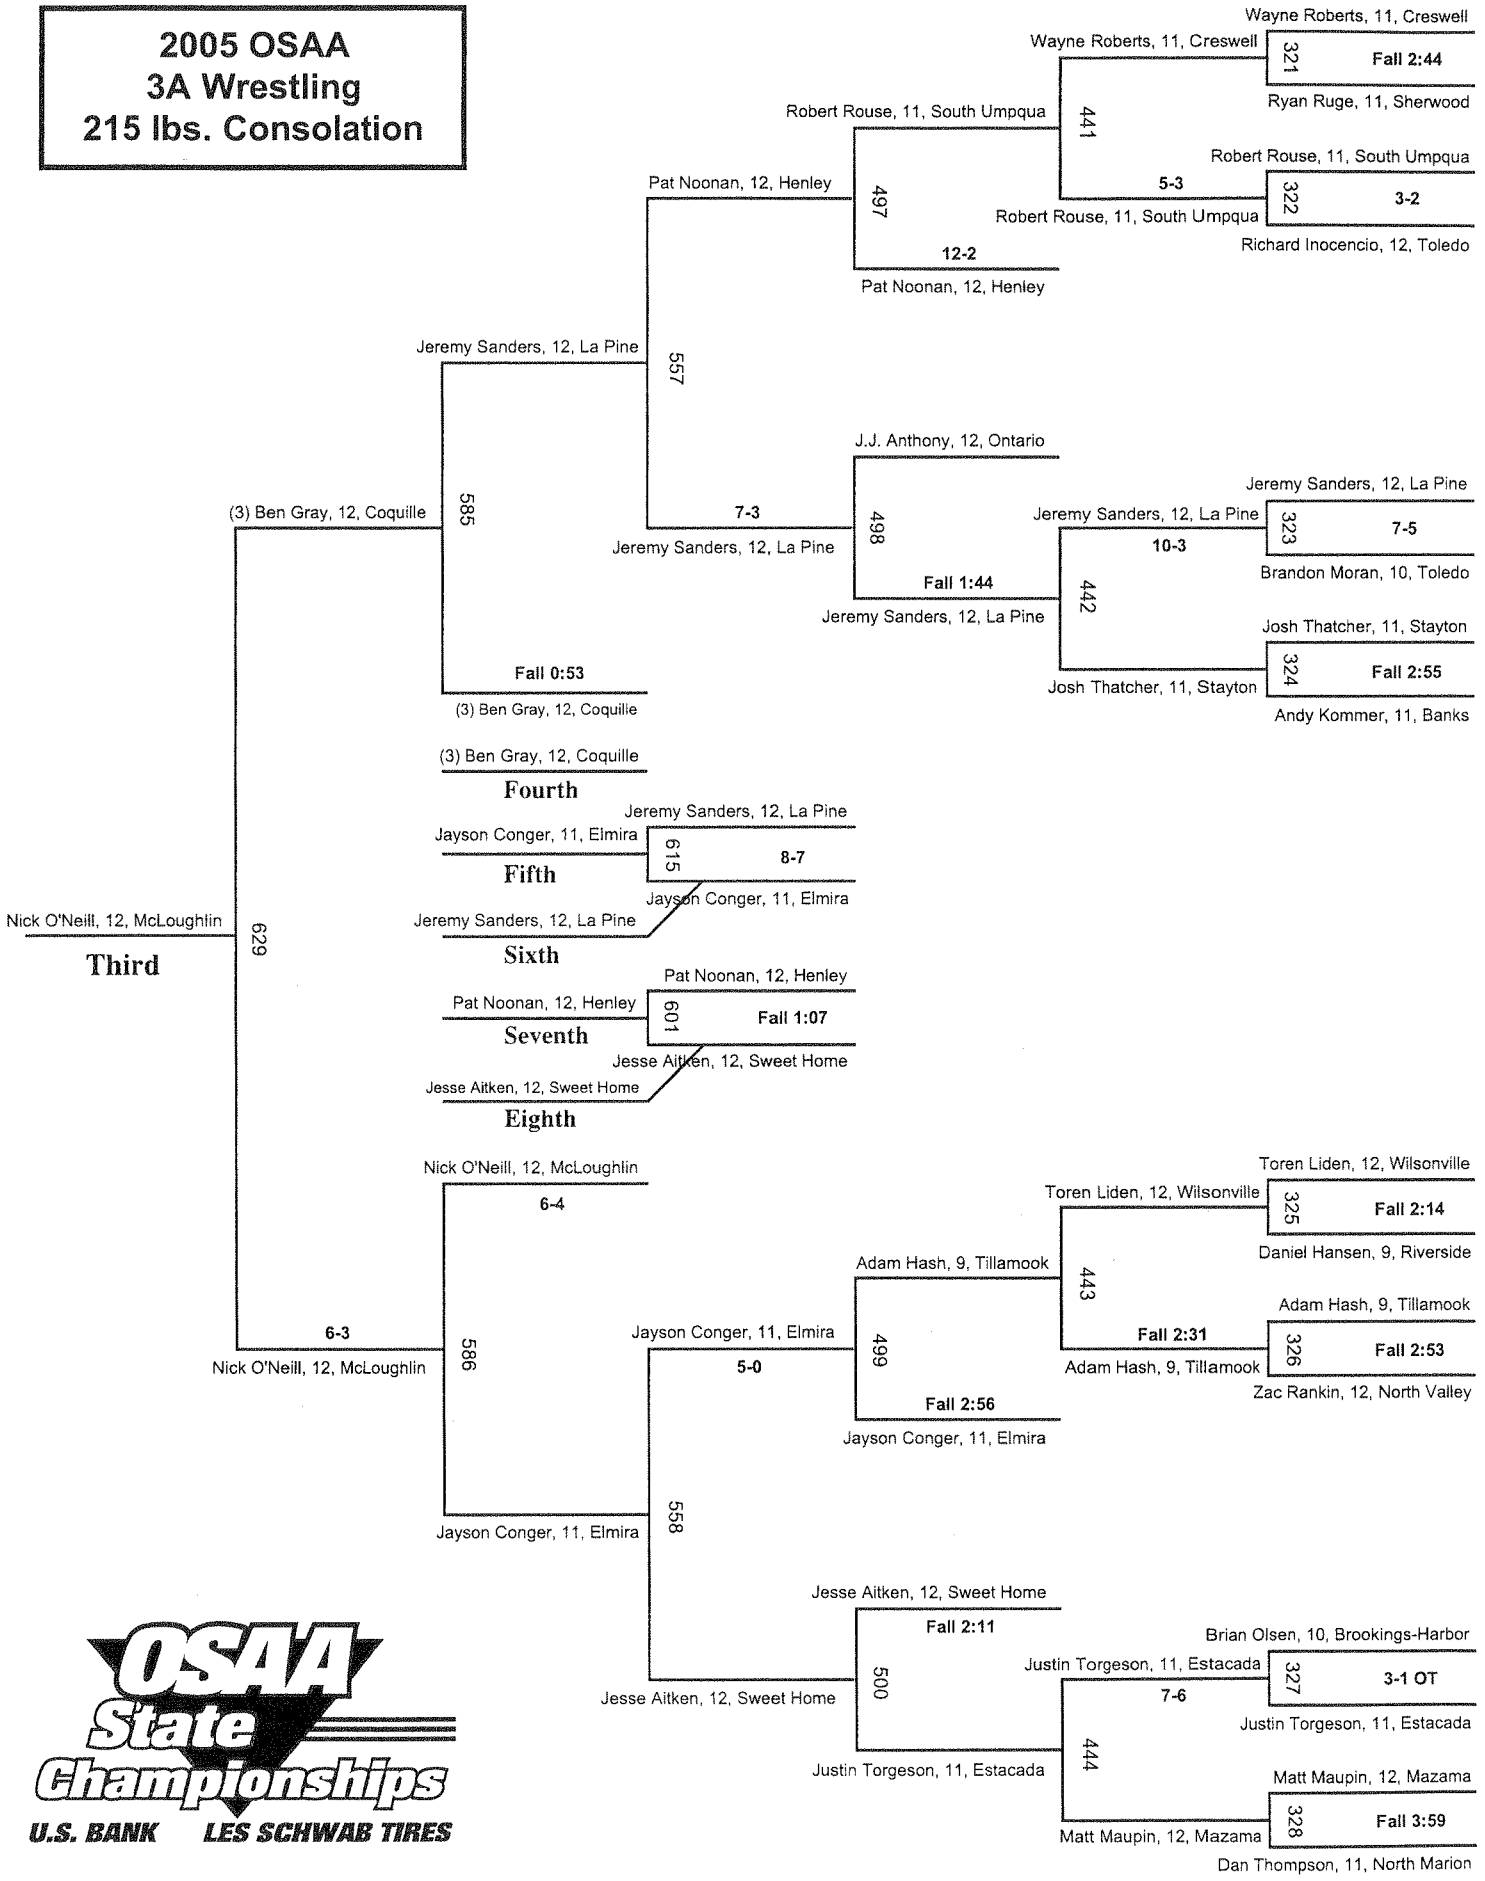 2005 OSAA
3A Wrestling
215 lbs. Consolation
Wayne Roberts, 11, Creswell
Wayne Roberts, 11, Creswell
321
Fall 2:44
Ryan Ruge, 11, Sherwood
Robert Rouse, 11, South Umpqua
441
Robert Rouse, 11, South Umpqua
5-3
322
3-2
Robert Rouse, 11, South Umpqua
Richard Inocencio, 12, Toledo
Pat Noonan, 12, Henley
497
12-2
Pat Noonan, 12, Henley
Jeremy Sanders, 12, La Pine
557
J.J. Anthony, 12, Ontario
Jeremy Sanders, 12, La Pine
Jeremy Sanders, 12, La Pine
323
7-5
10-3
Brandon Moran, 10, Toledo
7-3
498
Jeremy Sanders, 12, La Pine
Fall 1:44
442
Jeremy Sanders, 12, La Pine
Josh Thatcher, 11, Stayton
324
Fall 2:55
Josh Thatcher, 11, Stayton
Andy Kommer, 11, Banks
(3) Ben Gray, 12, Coquille
585
Fall 0:53
(3) Ben Gray, 12, Coquille
(3) Ben Gray, 12, Coquille
Fourth
Jeremy Sanders, 12, La Pine
Jayson Conger, 11, Elmira
615
8-7
Fifth
Jayson Conger, 11, Elmira
Jeremy Sanders, 12, La Pine
Sixth
Nick O'Neill, 12, McLoughlin
629
Third
Pat Noonan, 12, Henley
Pat Noonan, 12, Henley
601
Fall 1:07
Seventh
Jesse Aitken, 12, Sweet Home
Jesse Aitken, 12, Sweet Home
Eighth
Nick O'Neill, 12, McLoughlin
6-4
Toren Liden, 12, Wilsonville
Toren Liden, 12, Wilsonville
325
Fall 2:14
Daniel Hansen, 9, Riverside
Adam Hash, 9, Tillamook
443
Adam Hash, 9, Tillamook
Fall 2:31
326
Fall 2:53
Adam Hash, 9, Tillamook
Zac Rankin, 12, North Valley
6-3
Nick O'Neill, 12, McLoughlin
586
Jayson Conger, 11, Elmira
5-0
499
Fall 2:56
Jayson Conger, 11, Elmira
558
Jayson Conger, 11, Elmira
Jesse Aitken, 12, Sweet Home
Fall 2:11
Brian Olsen, 10, Brookings-Harbor
Justin Torgeson, 11, Estacada
327
3-1 OT
7-6
Justin Torgeson, 11, Estacada
Jesse Aitken, 12, Sweet Home
500
Justin Torgeson, 11, Estacada
444
Matt Maupin, 12, Mazama
328
Fall 3:59
Matt Maupin, 12, Mazama
Dan Thompson, 11, North Marion
OSAA
State
Championships
U.S. BANK LES SCHWAB TIRES